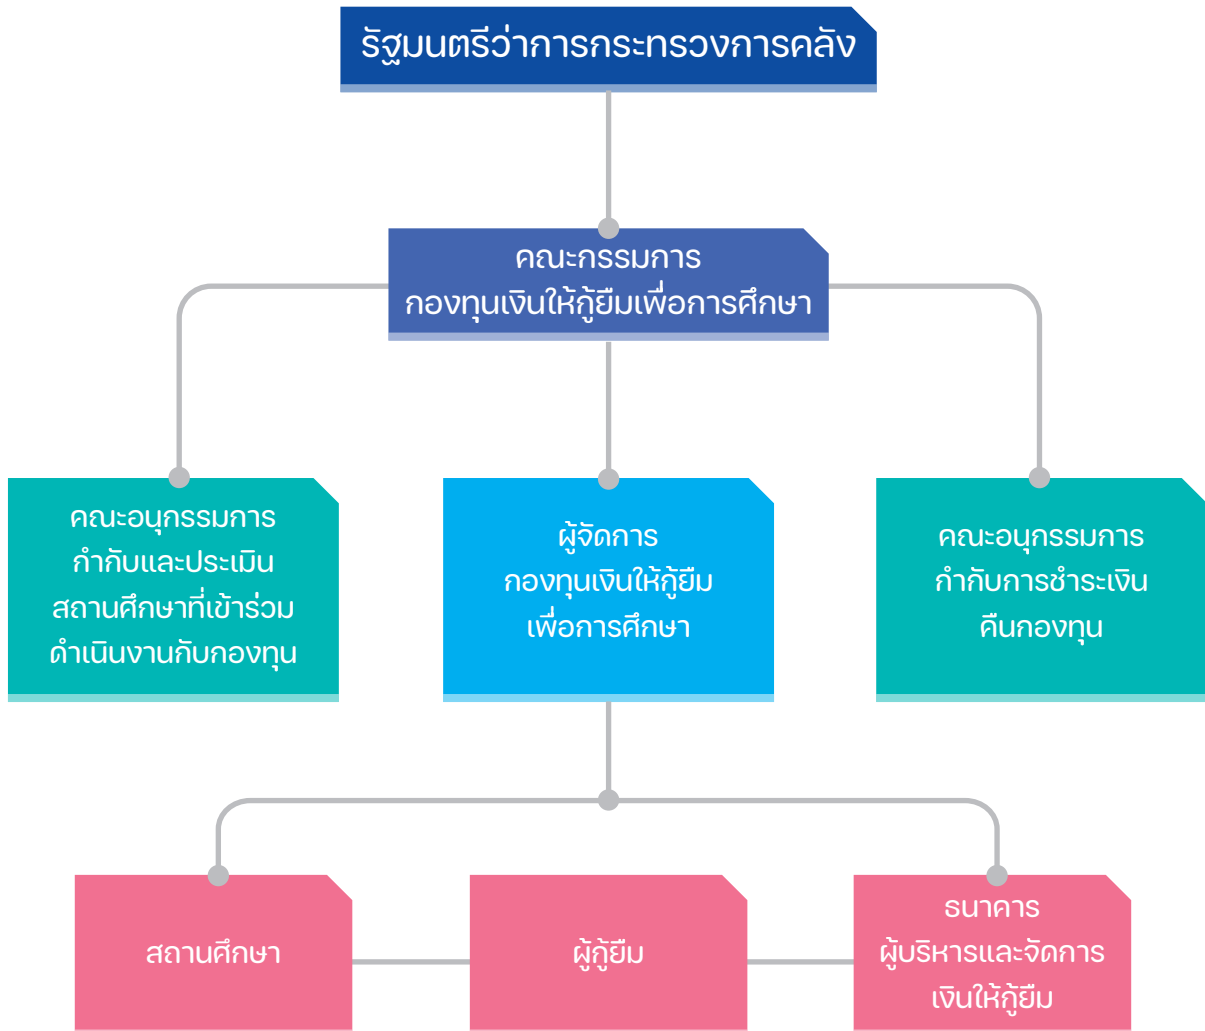 รัฐมนตรีว่าการกระทรวงการคลัง
คณะกรรมการ
กองทุนเงินให้กู้ยืมเพื่อการศึกษา
คณะอนุกรรมการ
กำกับและประเมิน
สถานศึกษาที่เข้าร่วม
ดำเนินงานกับกองทุน
ผู้จัดการ
กองทุนเงินให้กู้ยืม
เพื่อการศึกษา
คณะอนุกรรมการ
กำกับการชำระเงิน
คืนกองทุน
สถานศึกษา
ผู้กู้ยืม
ธนาคาร
ผู้บริหารและจัดการ
เงินให้กู้ยืม